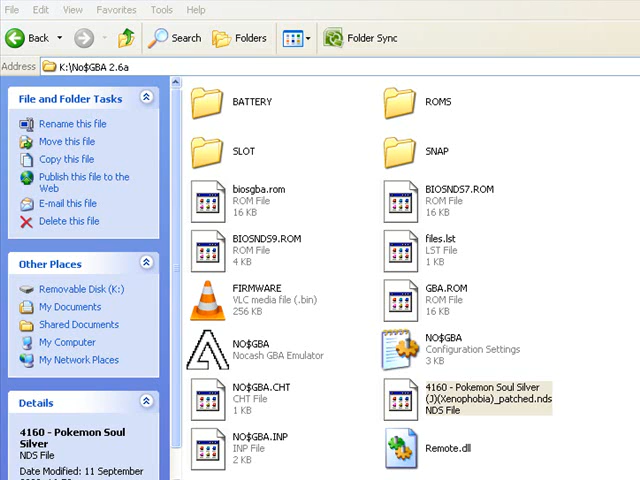 File Edit View Favorites Tools Help
Back Search Folders Folder Sync
Address K:\No$GBA 2.6a
File and Folder Tasks
Rename this file
Move this file
Copy this file
Publish this file to the
Web
E-mail this file
Delete this file
Other Places
Removable Disk (K:)
My Documents
Shared Documents
My Computer
My Network Places
Details
4160 - Pokemon Soul
Silver
NDS File
Date Modified: 11 September
BATTERY
ROMS
SLOT
SNAP
biosgba.rom
ROM File
16 KB
BIOSNDS7.ROM
ROM File
16 KB
BIOSNDS9.ROM
ROM File
4 KB
files.lst
LST File
1 KB
FIRMWARE
VLC media file (.bin)
256 KB
GBA.ROM
ROM File
16 KB
NO$GBA
Nocash GBA Emulator
NO$GBA
Configuration Settings
3 KB
NO$GBA.CHT
CHT File
1 KB
4160 - Pokemon Soul Silver
(J)(Xenophobia)_patched.nds
NDS File
NO$GBA.INP
INP File
2 KB
Remote.dll